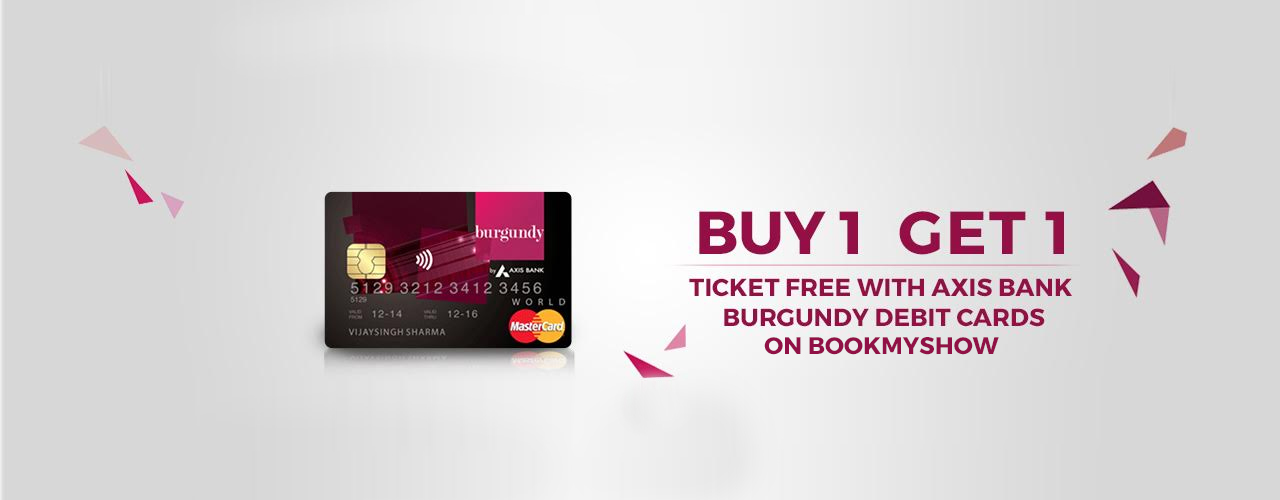 burgundy
by AXIS BANK
5129 3212 3412 3456
5129
WORLD
VALID FROM 12-14 VALID THRU 12-16
VIJAYSINGH SHARMA
MasterCard
BUY 1 GET 1
TICKET FREE WITH AXIS BANK
BURGUNDY DEBIT CARDS
ON BOOKMYSHOW